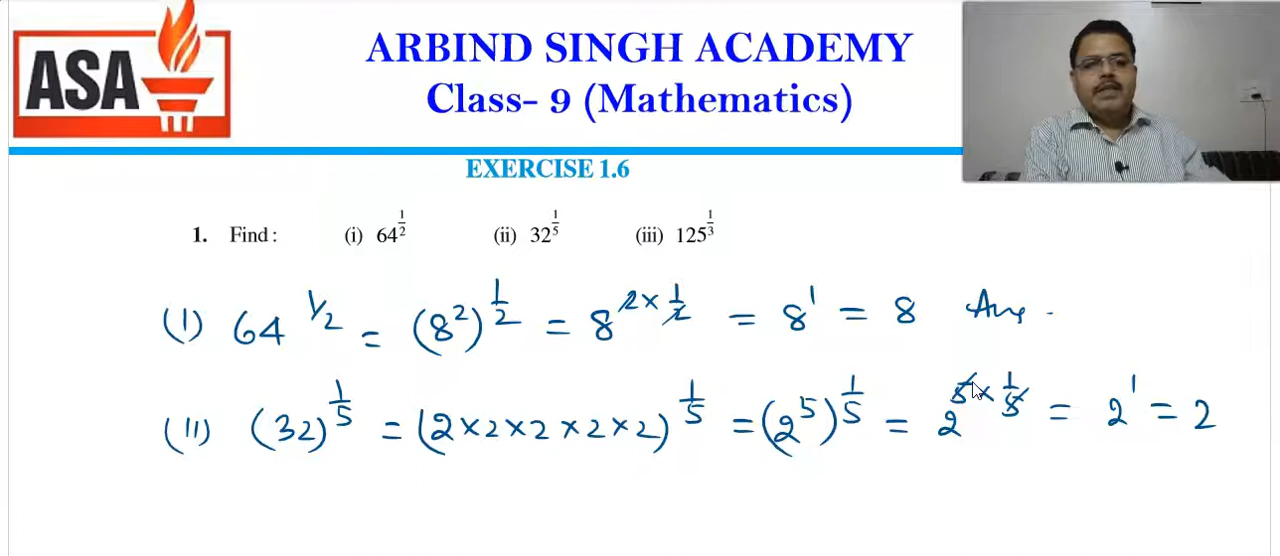 ASA
ARBIND SINGH ACADEMY
Class- 9 (Mathematics)
EXERCISE 1.6
1. Find : (i) 64^{1/2} (ii) 32^{1/5} (iii) 125^{1/3}
(I) 64^{1/2} = (8^2)^{1/2} = 8^{2 × 1/2} = 8^1 = 8 Ans.
(II) (32)^{1/5} = (2 × 2 × 2 × 2 × 2)^{1/5} = (2^5)^{1/5} = 2^{5 × 1/5} = 2^1 = 2